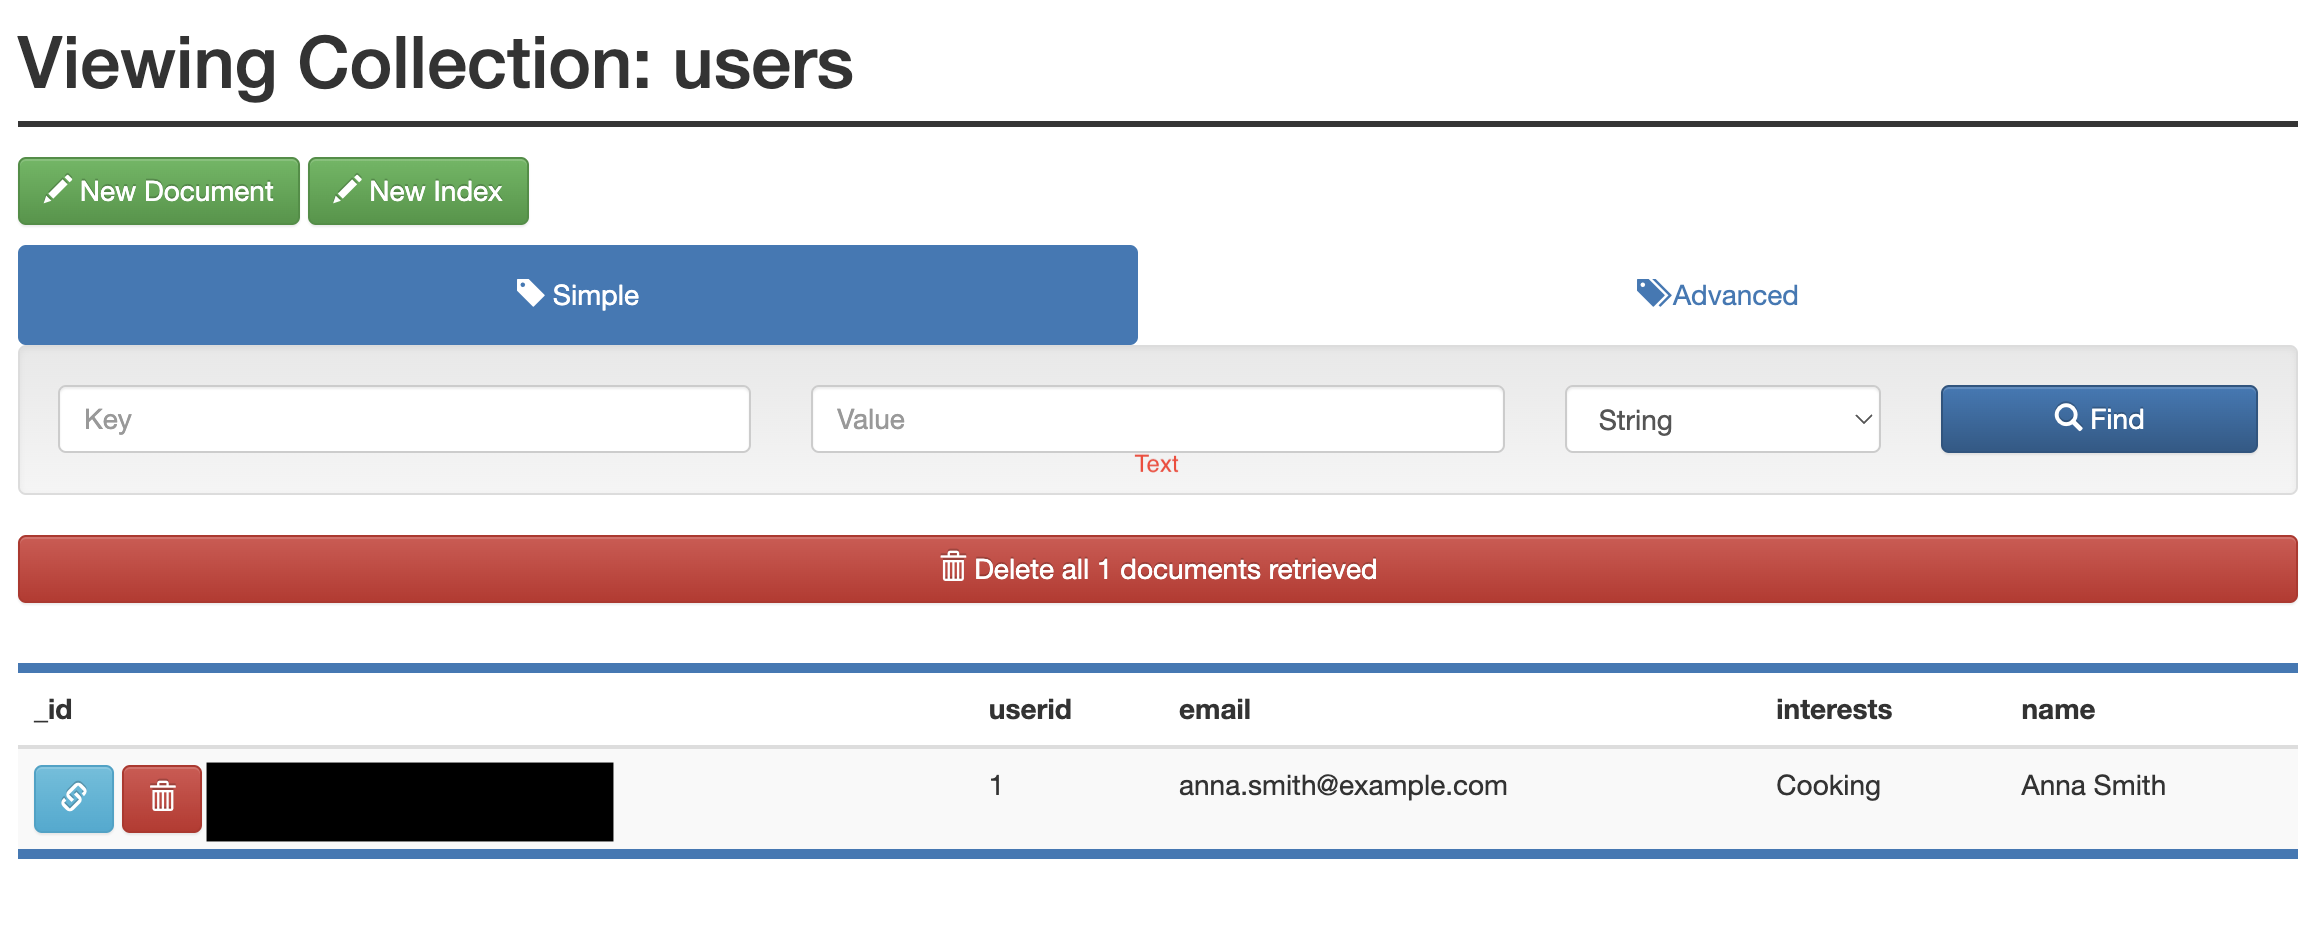 Viewing Collection: users
New Document New Index
Simple Advanced
Key Value String Find
Text
Delete all 1 documents retrieved
_id userid email interests name
1 anna.smith@example.com Cooking Anna Smith